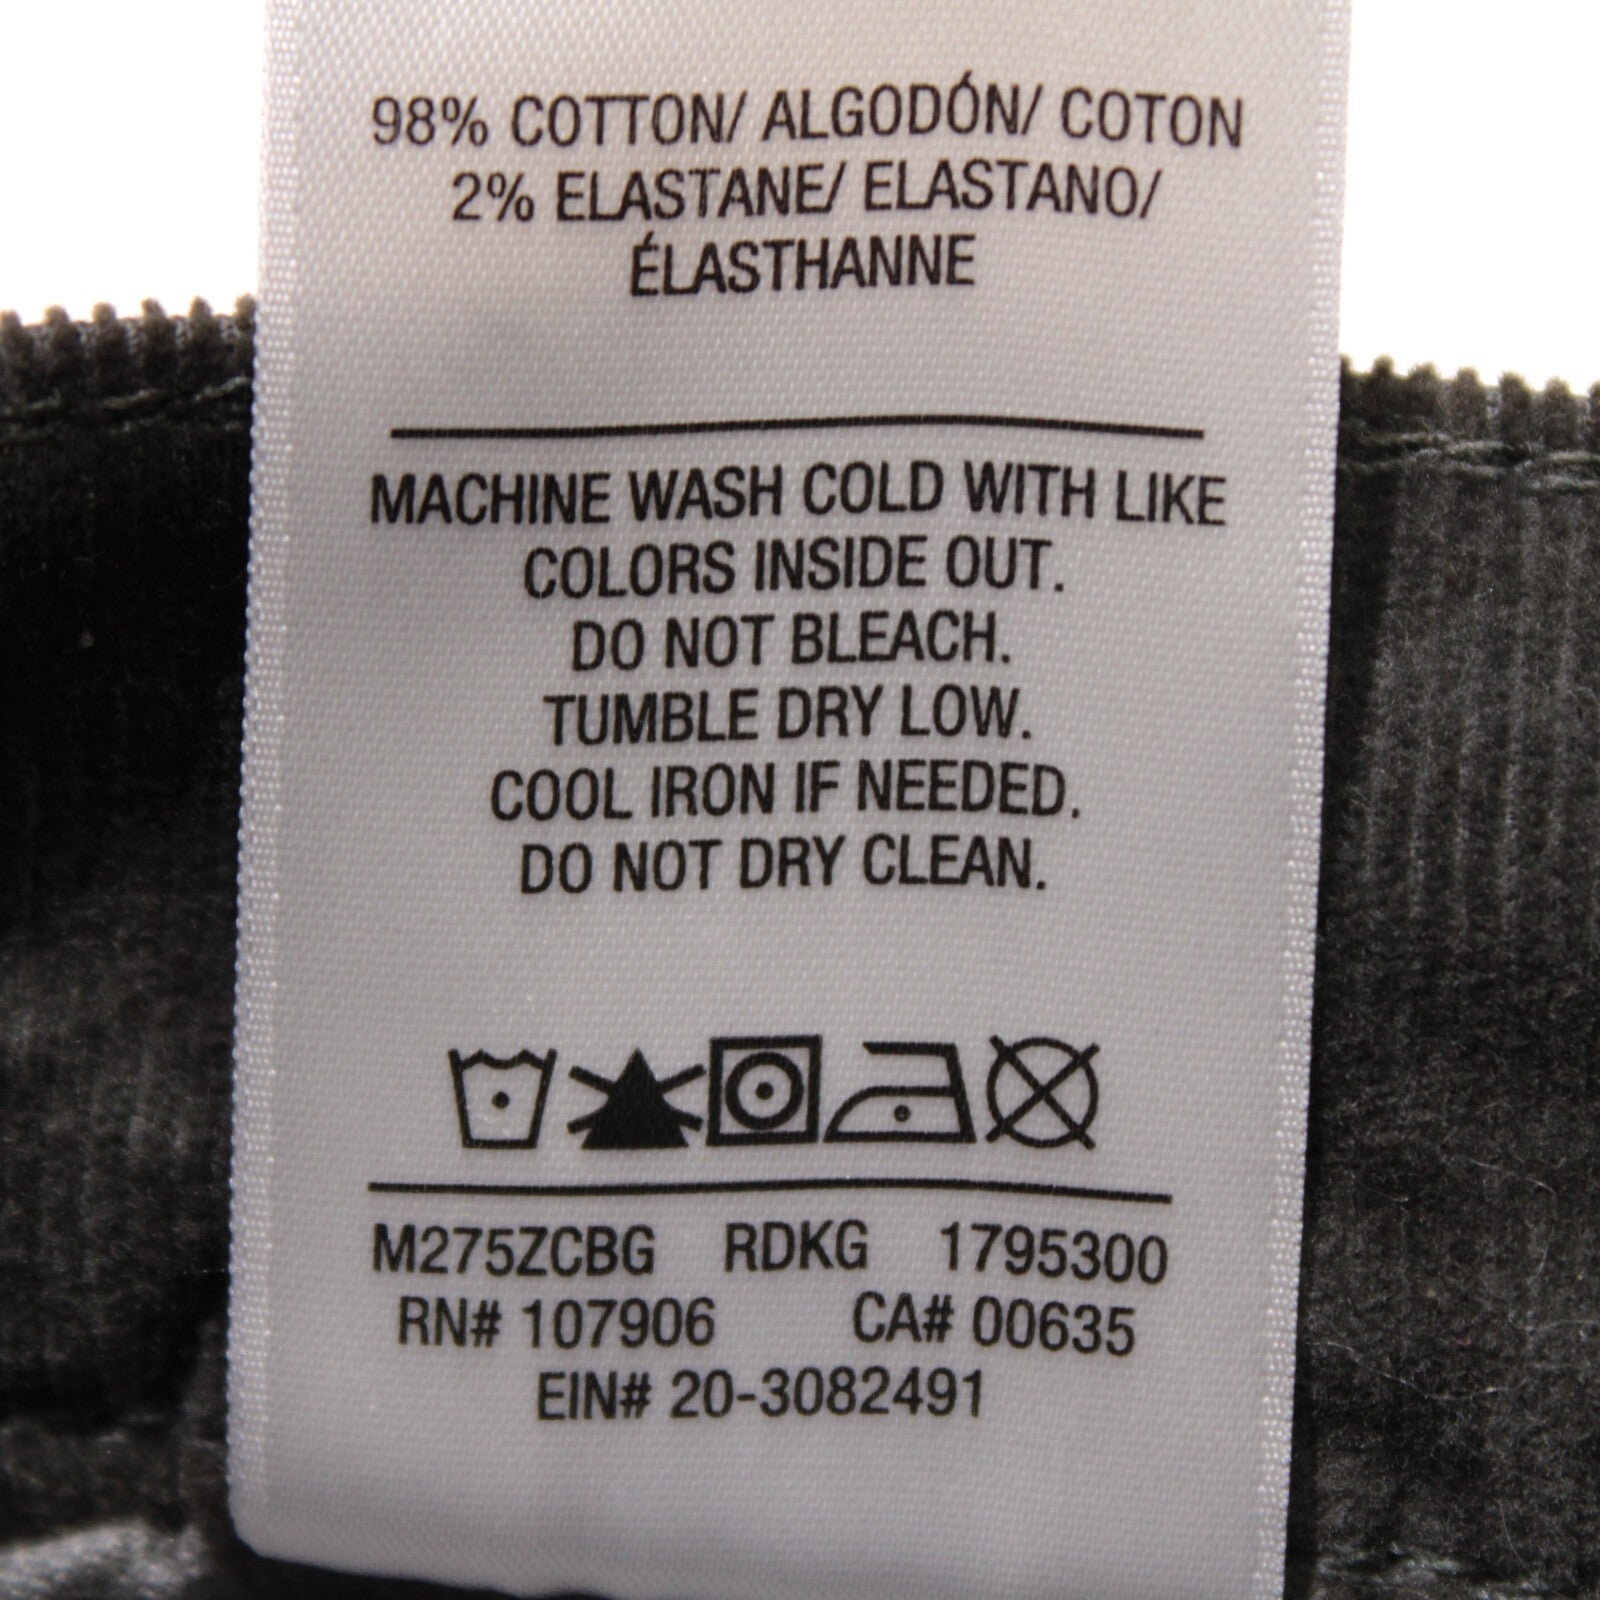 98% COTTON/ ALGODÓN/ COTON
2% ELASTANE/ ELASTANO/
ÉLASTHANNE
MACHINE WASH COLD WITH LIKE
COLORS INSIDE OUT.
DO NOT BLEACH.
TUMBLE DRY LOW.
COOL IRON IF NEEDED.
DO NOT DRY CLEAN.
M275ZCBG RDKG 1795300
RN# 107906 CA# 00635
EIN# 20-3082491